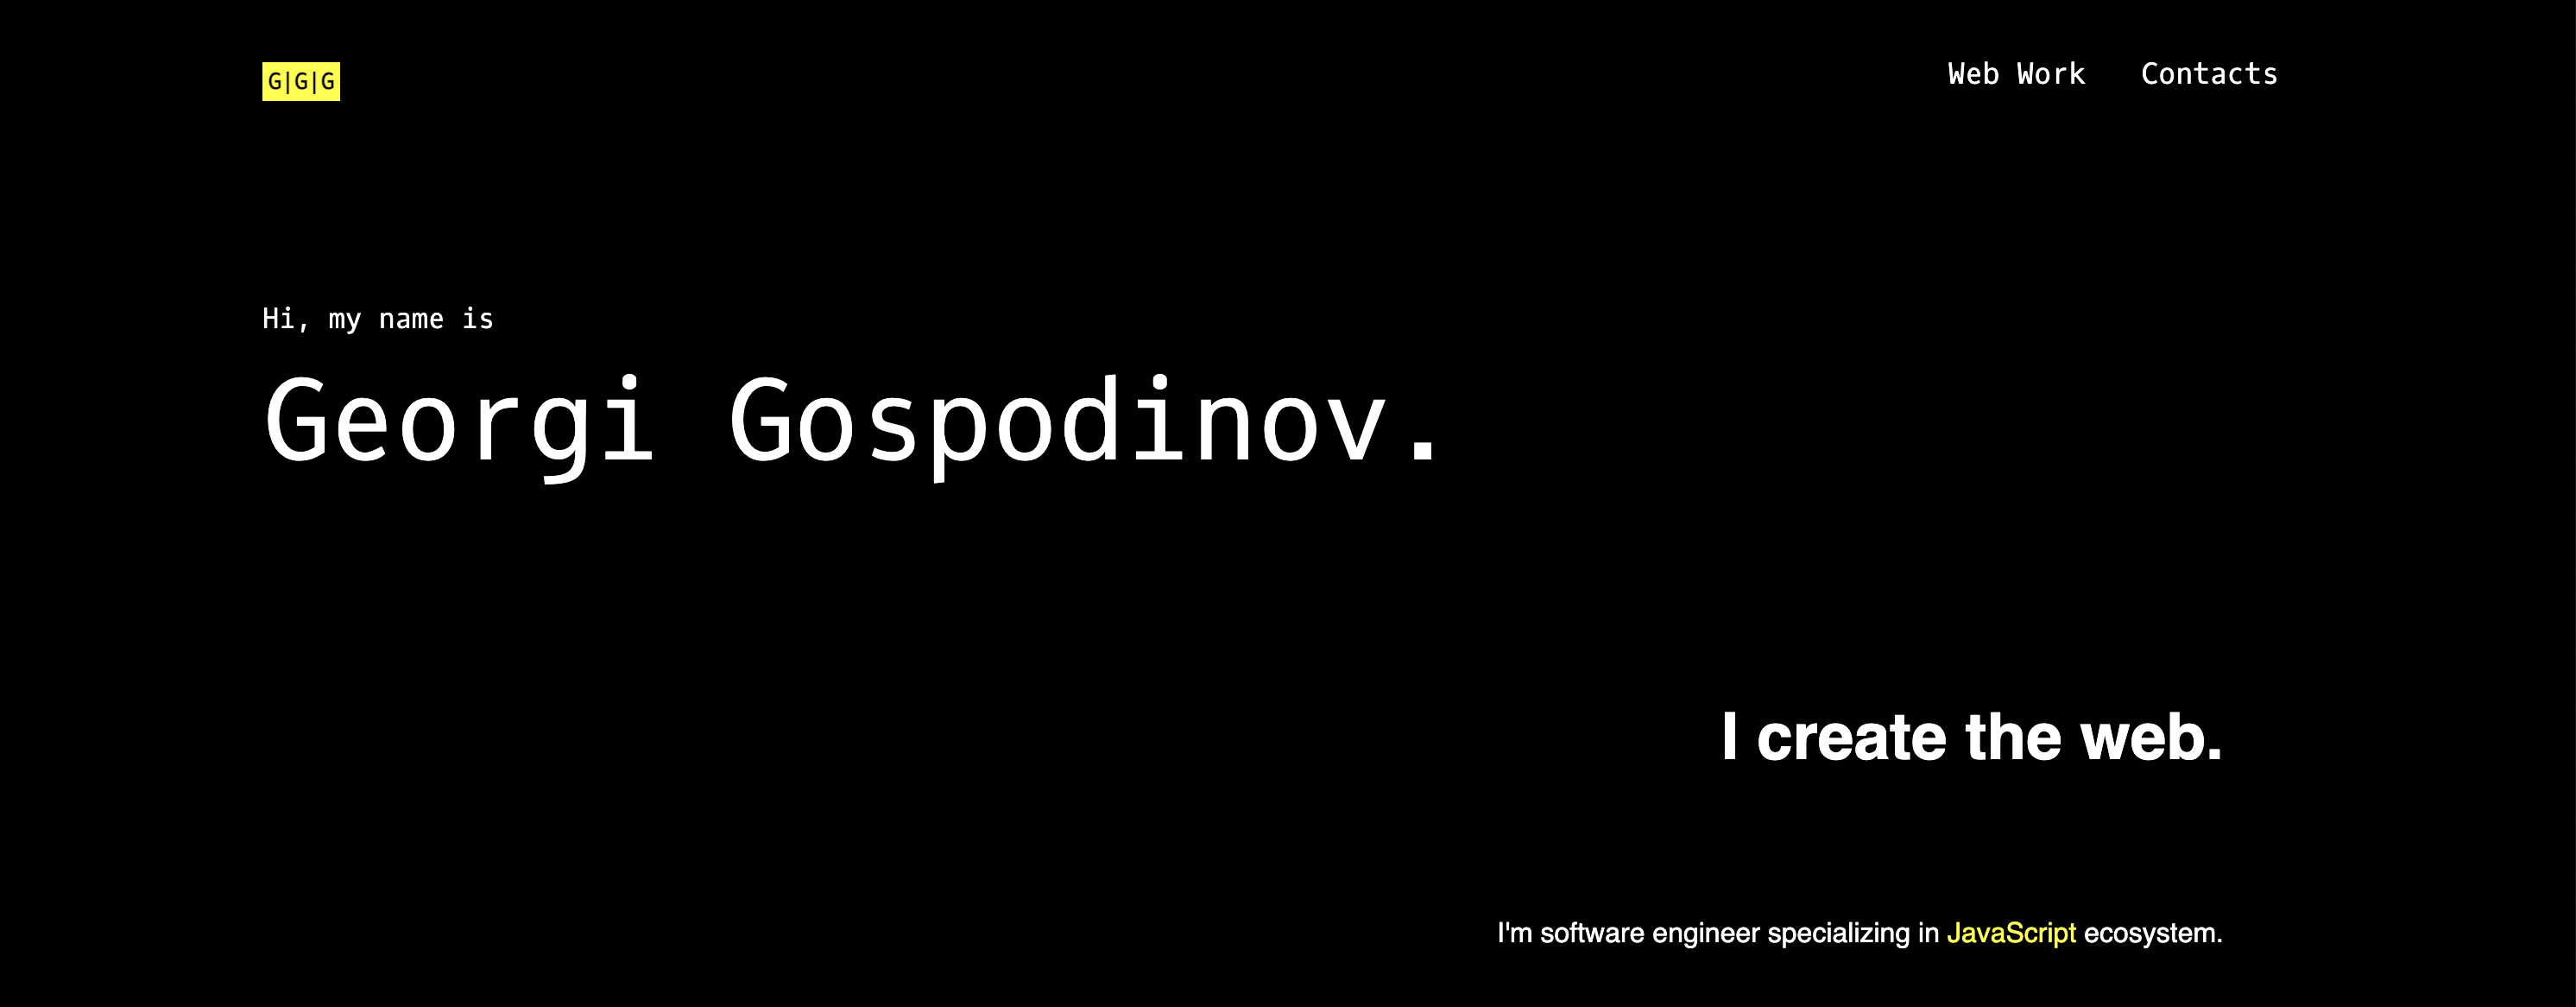 G|G|G
Web Work Contacts
Hi, my name is
Georgi Gospodinov.
I create the web.
I'm software engineer specializing in JavaScript ecosystem.